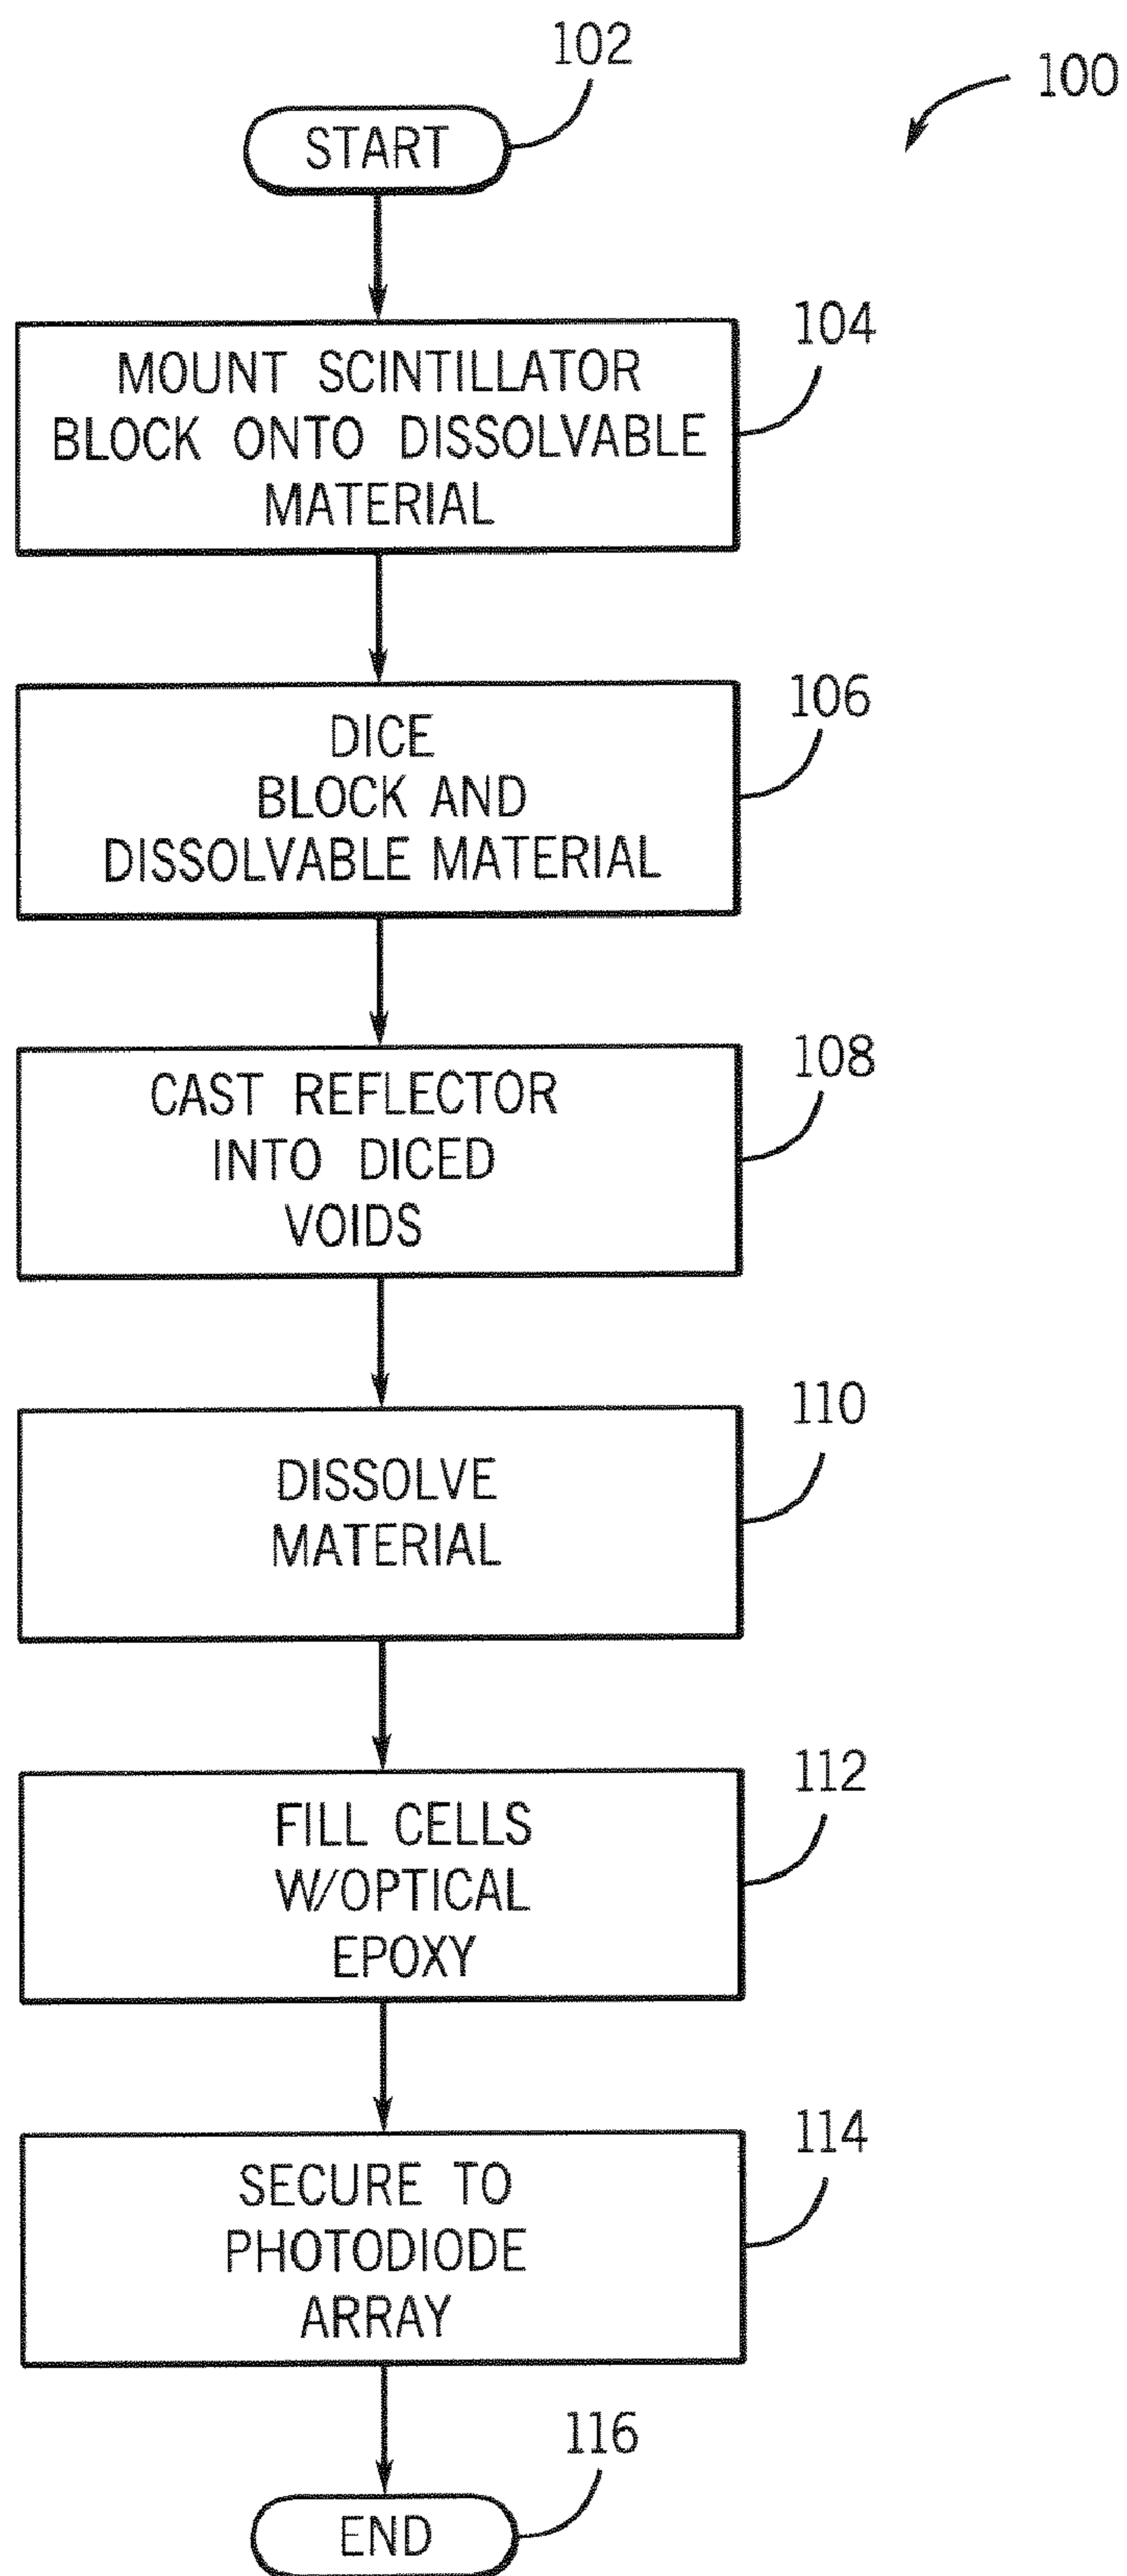 102
100
START
104
MOUNT SCINTILLATOR
BLOCK ONTO DISSOLVABLE
MATERIAL
106
DICE
BLOCK AND
DISSOLVABLE MATERIAL
108
CAST REFLECTOR
INTO DICED
VOIDS
110
DISSOLVE
MATERIAL
112
FILL CELLS
W/OPTICAL
EPOXY
114
SECURE TO
PHOTODIODE
ARRAY
116
END